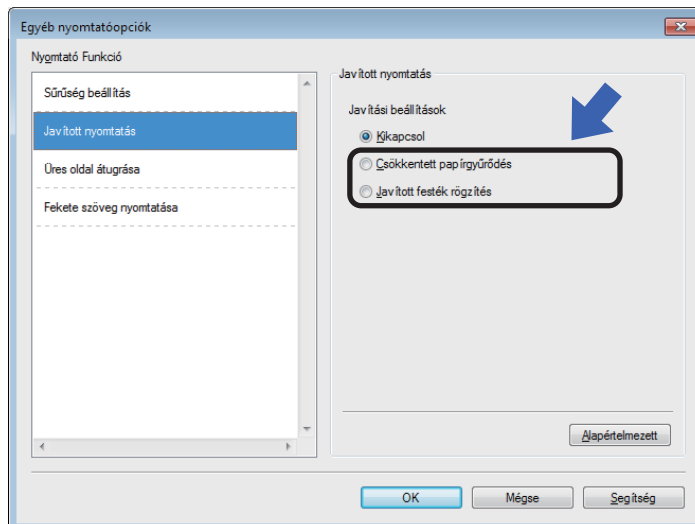 Egyéb nyomtatóopciók
Nyomtató Funkció
Sűrűség beállítás
Javított nyomtatás
Üres oldal átugrása
Fekete szöveg nyomtatása
Javított nyomtatás
Javítási beállítások
Kikapcsol
Csökkentett papírgyűrődés
Javított festék rögzítés
Alapértelmezett
OK
Mégse
Segítség